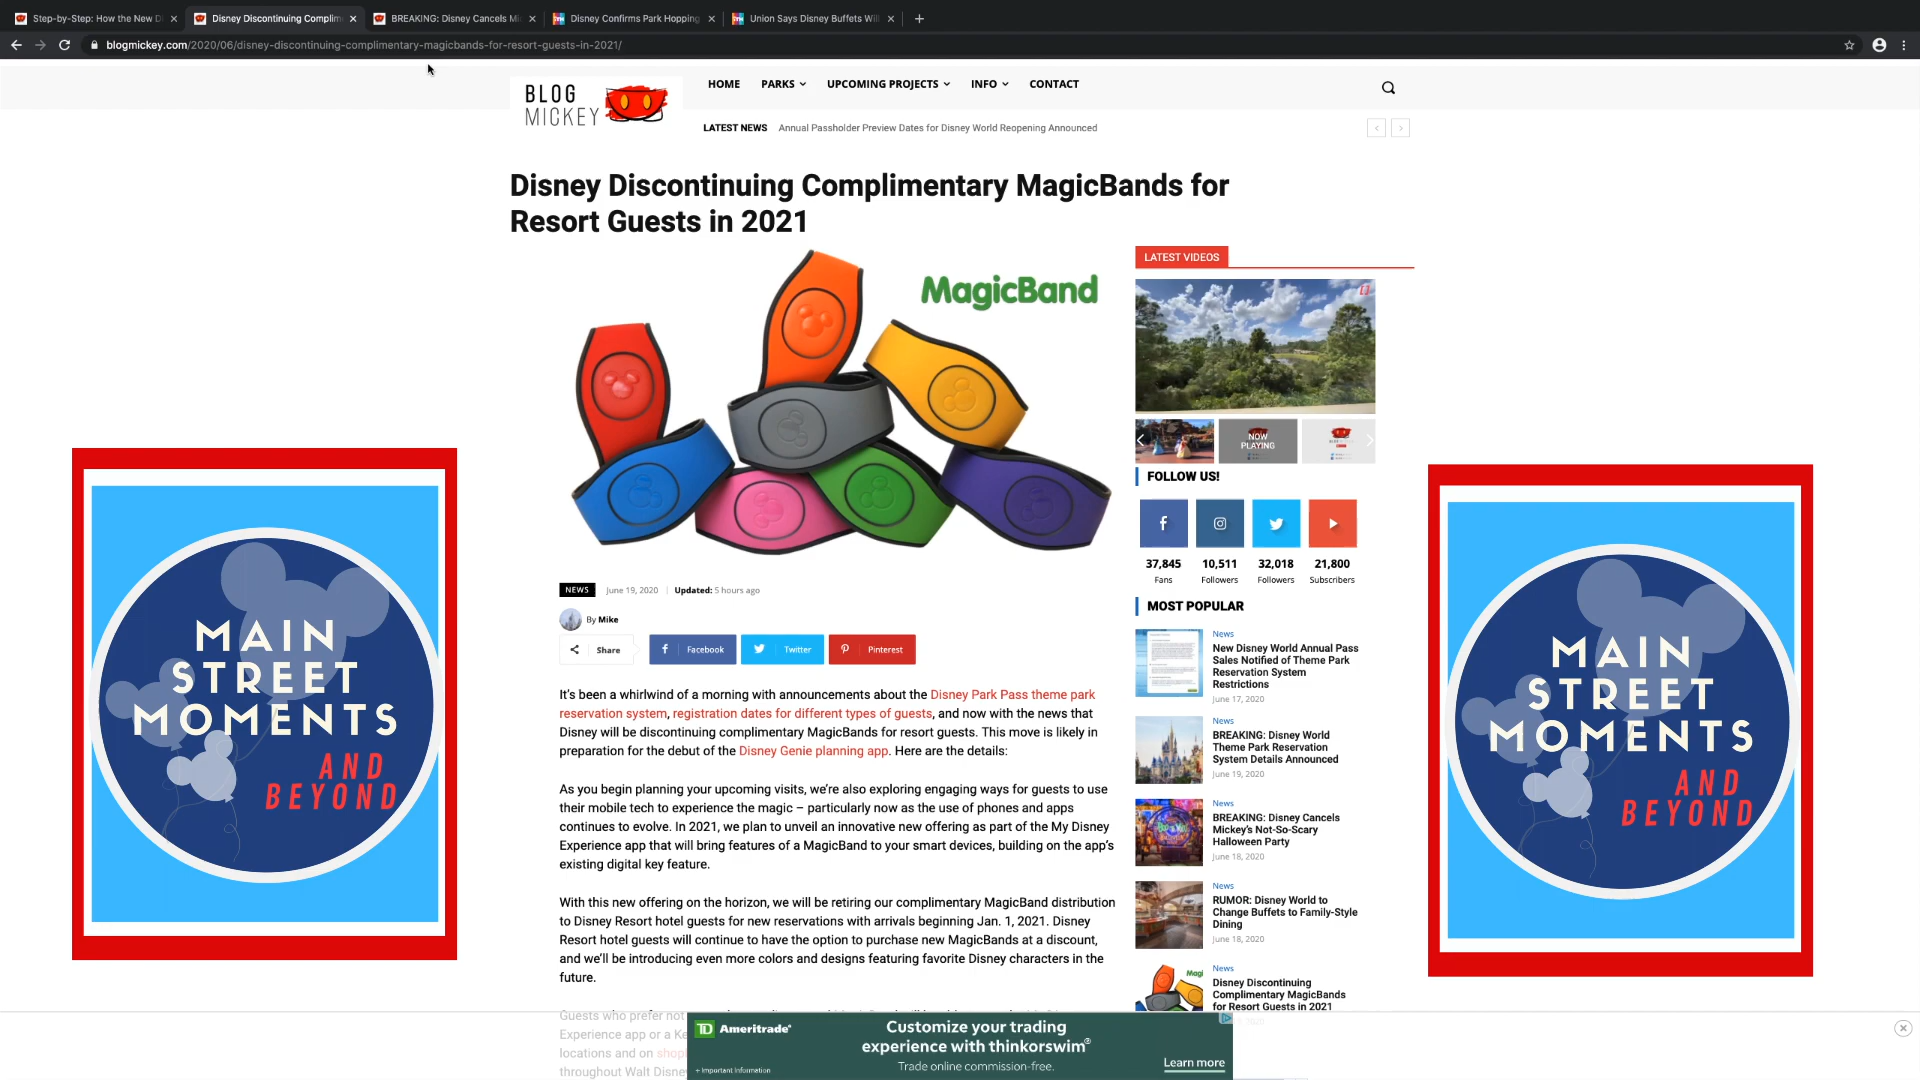 Step-by-Step: How the New D
Disney Discontinuing Complim
BREAKING: Disney Cancels Mi
Disney Confirms Park Hopping
Union Says Disney Buffets Will
blogmickey.com/2020/06/disney-discontinuing-complimentary-magicbands-for-resort-guests-in-2021/
BLOG
MICKEY
HOME
PARKS
UPCOMING PROJECTS
INFO
CONTACT
LATEST NEWS
Annual Passholder Preview Dates for Disney World Reopening Announced
Disney Discontinuing Complimentary MagicBands for
Resort Guests in 2021
MagicBand
NEWS
June 19, 2020
Updated: 5 hours ago
By Mike
Share
Facebook
Twitter
Pinterest
It's been a whirlwind of a morning with announcements about the Disney Park Pass theme park
reservation system, registration dates for different types of guests, and now with the news that
Disney will be discontinuing complimentary MagicBands for resort guests. This move is likely in
preparation for the debut of the Disney Genie planning app. Here are the details:
As you begin planning your upcoming visits, we're also exploring engaging ways for guests to use
their mobile tech to experience the magic – particularly now as the use of phones and apps
continues to evolve. In 2021, we plan to unveil an innovative new offering as part of the My Disney
Experience app that will bring features of a MagicBand to your smart devices, building on the app's
existing digital key feature.
With this new offering on the horizon, we will be retiring our complimentary MagicBand distribution
to Disney Resort hotel guests for new reservations with arrivals beginning Jan. 1, 2021. Disney
Resort hotel guests will continue to have the option to purchase new MagicBands at a discount,
and we'll be introducing even more colors and designs featuring favorite Disney characters in the
future.
Guests who prefer not
Experience app or a Ke
locations and on shop
throughout Walt Disne
LATEST VIDEOS
NOW
PLAYING
FOLLOW US!
37,845
Fans
10,511
Followers
32,018
Followers
21,800
Subscribers
MOST POPULAR
News
New Disney World Annual Pass
Sales Notified of Theme Park
Reservation System
Restrictions
June 17, 2020
News
BREAKING: Disney World
Theme Park Reservation
System Details Announced
June 19, 2020
News
BREAKING: Disney Cancels
Mickey's Not-So-Scary
Halloween Party
June 18, 2020
News
RUMOR: Disney World to
Change Buffets to Family-Style
Dining
June 18, 2020
News
Disney Discontinuing
Complimentary MagicBands
for Resort Guests in 2021
MAIN
STREET
MOMENTS
AND
BEYOND
MAIN
STREET
MOMENTS
AND
BEYOND
TD Ameritrade®
Customize your trading
experience with thinkorswim®
Trade online commission-free.
Learn more
+ Important Information